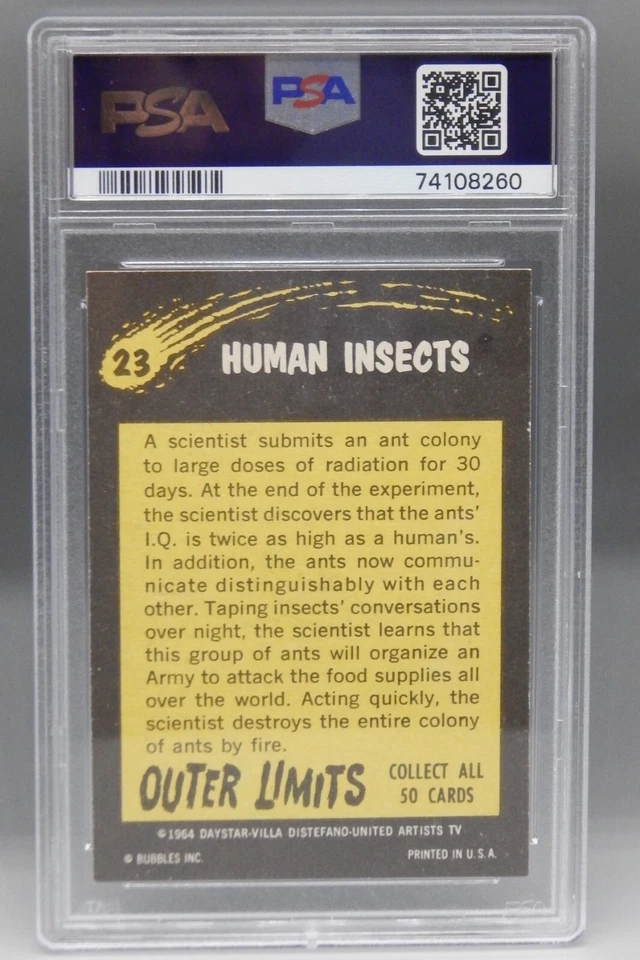 PSA PSA
74108260
23 HUMAN INSECTS
A scientist submits an ant colony
to large doses of radiation for 30
days. At the end of the experiment,
the scientist discovers that the ants'
I.Q. is twice as high as a human's.
In addition, the ants now commu-
nicate distinguishably with each
other. Taping insects' conversations
over night, the scientist learns that
this group of ants will organize an
Army to attack the food supplies all
over the world. Acting quickly, the
scientist destroys the entire colony
of ants by fire.
OUTER LIMITS COLLECT ALL
50 CARDS
©1964 DAYSTAR-VILLA DISTEFANO-UNITED ARTISTS TV
© BUBBLES INC. PRINTED IN U.S.A.